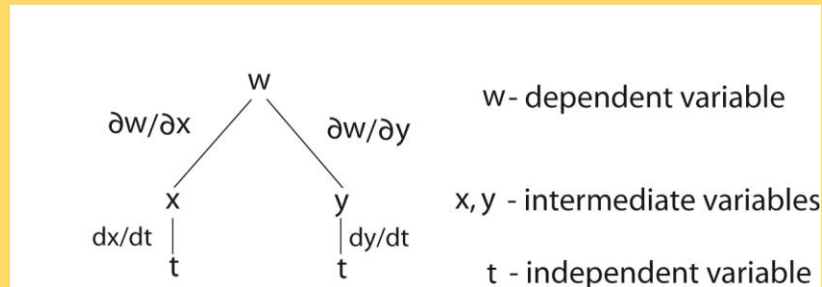 w
w- dependent variable
∂w/∂x
∂w/∂y
x
y
x,y - intermediate variables
dx/dt
dy/dt
t
t
t - independent variable